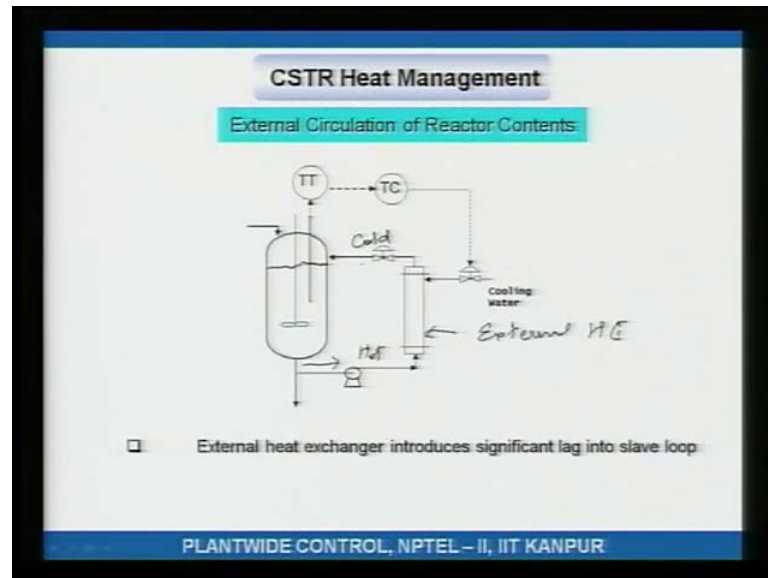 CSTR Heat Management
External Circulation of Reactor Contents
TT
TC
Cold
Cooling
Water
External HE
Hot
External heat exchanger introduces significant lag into slave loop
PLANTWIDE CONTROL, NPTEL – II, IIT KANPUR